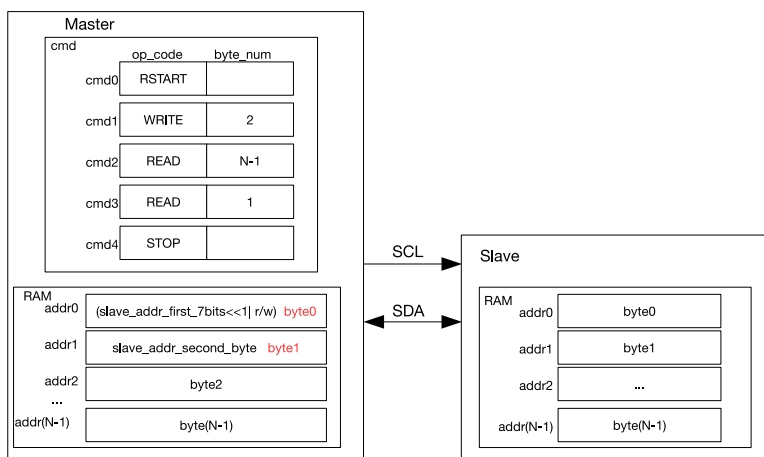 Master
cmd
op_code byte_num
cmd0 RSTART
cmd1 WRITE 2
cmd2 READ N-1
cmd3 READ 1
cmd4 STOP
RAM
addr0 (slave_addr_first_7bits<<1| r/w) byte0
addr1 slave_addr_second_byte byte1
addr2 byte2
...
addr(N-1) byte(N-1)
SCL
SDA
Slave
RAM
addr0 byte0
addr1 byte1
addr2 ...
addr(N-1) byte(N-1)